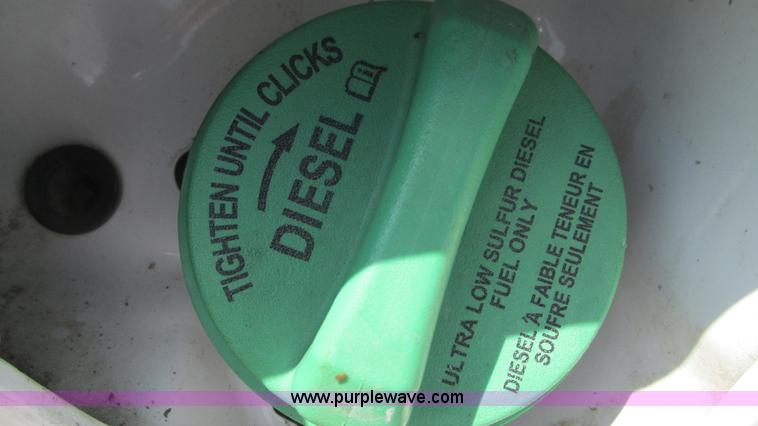 TIGHTEN UNTIL CLICKS
DIESEL
ULTRA LOW SULFUR DIESEL
FUEL ONLY
DIESEL À FAIBLE TENEUR EN
SOUFRE SEULEMENT
www.purplewave.com